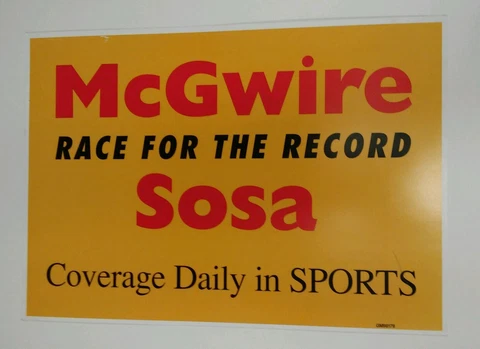 McGwire
RACE FOR THE RECORD
Sosa
Coverage Daily in SPORTS